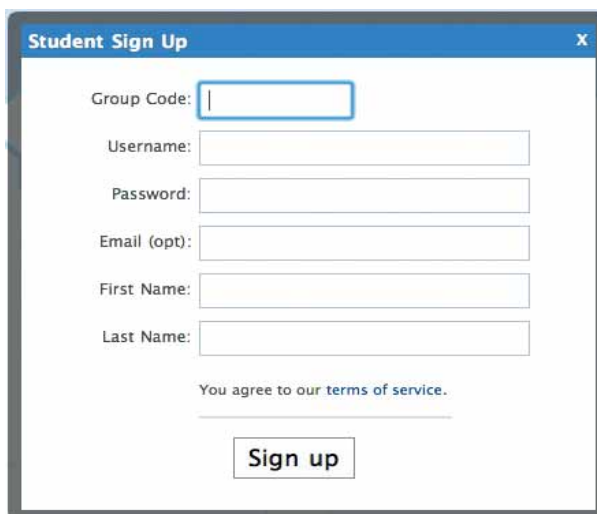 Student Sign Up X
Group Code:
Username:
Password:
Email (opt):
First Name:
Last Name:
You agree to our terms of service.
Sign up